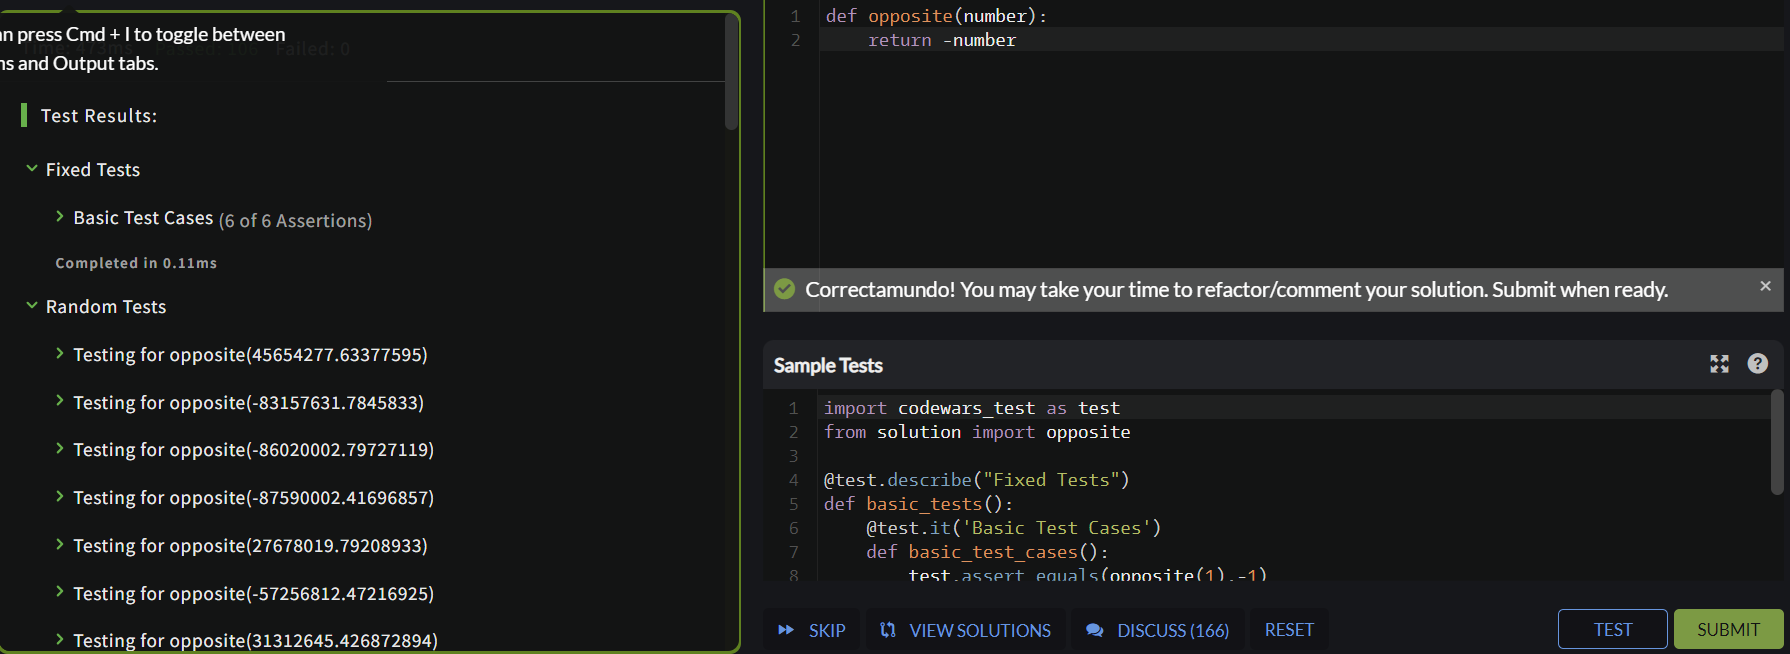 an press Cmd + I to toggle between
Time: 473ms Passed: 106 Failed: 0
ns and Output tabs.
Test Results:
Fixed Tests
Basic Test Cases (6 of 6 Assertions)
Completed in 0.11ms
Random Tests
Testing for opposite(45654277.63377595)
Testing for opposite(-83157631.7845833)
Testing for opposite(-86020002.79727119)
Testing for opposite(-87590002.41696857)
Testing for opposite(27678019.79208933)
Testing for opposite(-57256812.47216925)
Testing for opposite(31312645.426872894)
1 def opposite(number):
2     return -number
Correctamundo! You may take your time to refactor/comment your solution. Submit when ready.
Sample Tests
1 import codewars_test as test
2 from solution import opposite
3
4 @test.describe("Fixed Tests")
5 def basic_tests():
6     @test.it('Basic Test Cases')
7     def basic_test_cases():
8         test.assert_equals(opposite(1),-1)
SKIP VIEW SOLUTIONS DISCUSS (166) RESET TEST SUBMIT